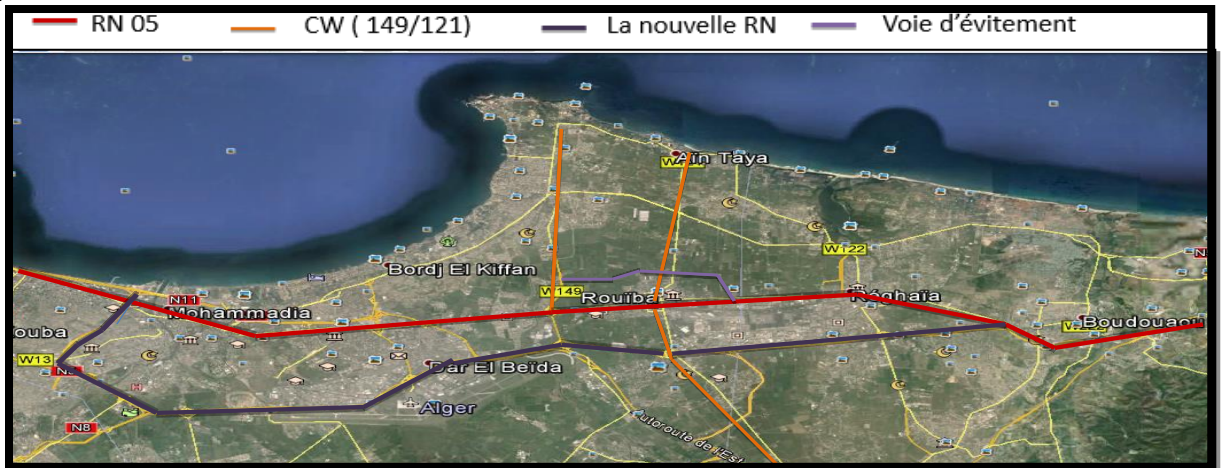 RN 05 CW ( 149/121) La nouvelle RN Voie d’évitement
Aïn Taya
W122
Bordj El Kiffan
W149
Rouïba
Réghaïa
N11
Mohammadia
ouba
Boudouaou
W13
Dar El Beïda
Alger
N8
Autoroute de l'Est